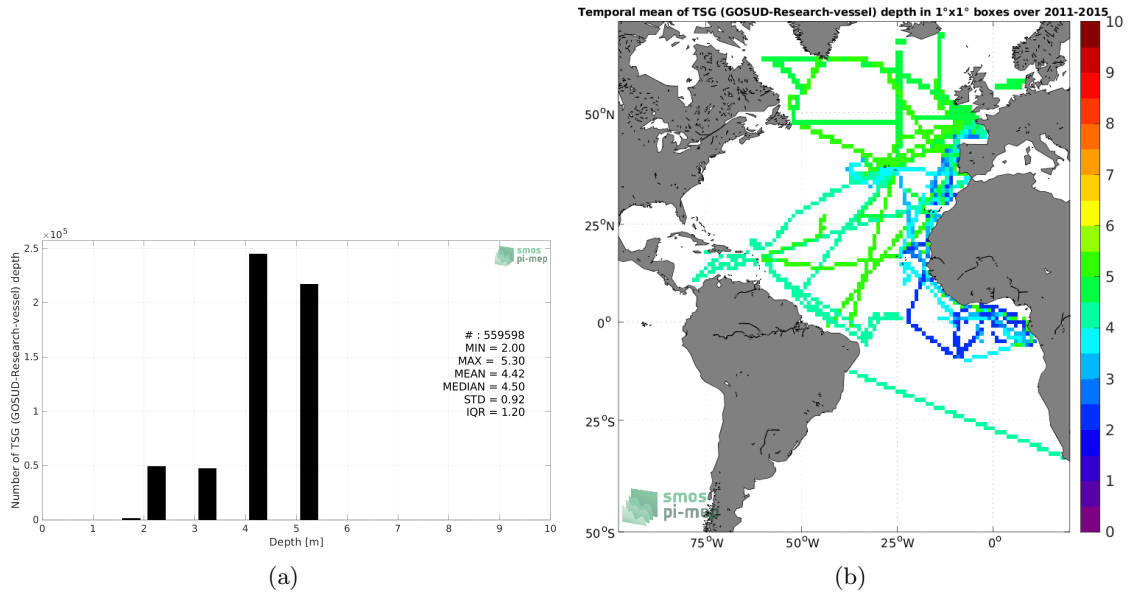 Number of TSG (GOSUD-Research-vessel) depth
×10⁵
2.5
2
1.5
1
0.5
0
smos
pi-mep
# : 559598
MIN = 2.00
MAX = 5.30
MEAN = 4.42
MEDIAN = 4.50
STD = 0.92
IQR = 1.20
0 1 2 3 4 5 6 7 8 9 10
Depth [m]
(a)
Temporal mean of TSG (GOSUD-Research-vessel) depth in 1°x1° boxes over 2011-2015
50°N
25°N
0°
25°S
50°S
75°W 50°W 25°W 0°
smos
pi-mep
10
9
8
7
6
5
4
3
2
1
0
(b)